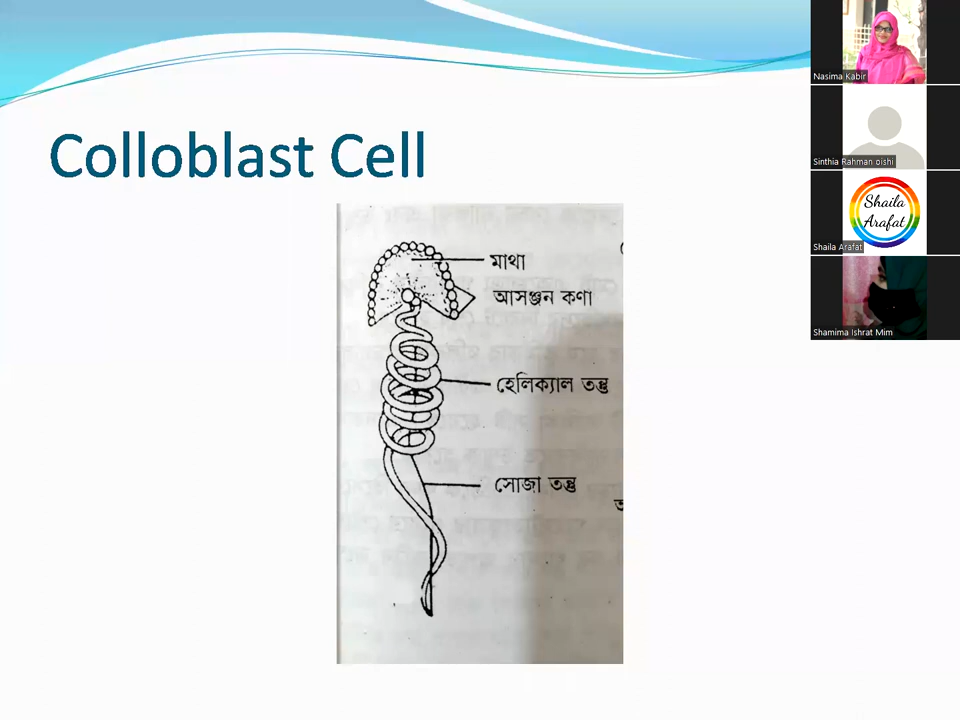 Colloblast Cell
মাথা
আসঞ্জন কণা
হেলিক্যাল তন্তু
সোজা তন্তু
Nasima Kabir
Sinthia Rahman oishi
Shaila
Arafat
Shaila Arafat
Shamima Ishrat Mim